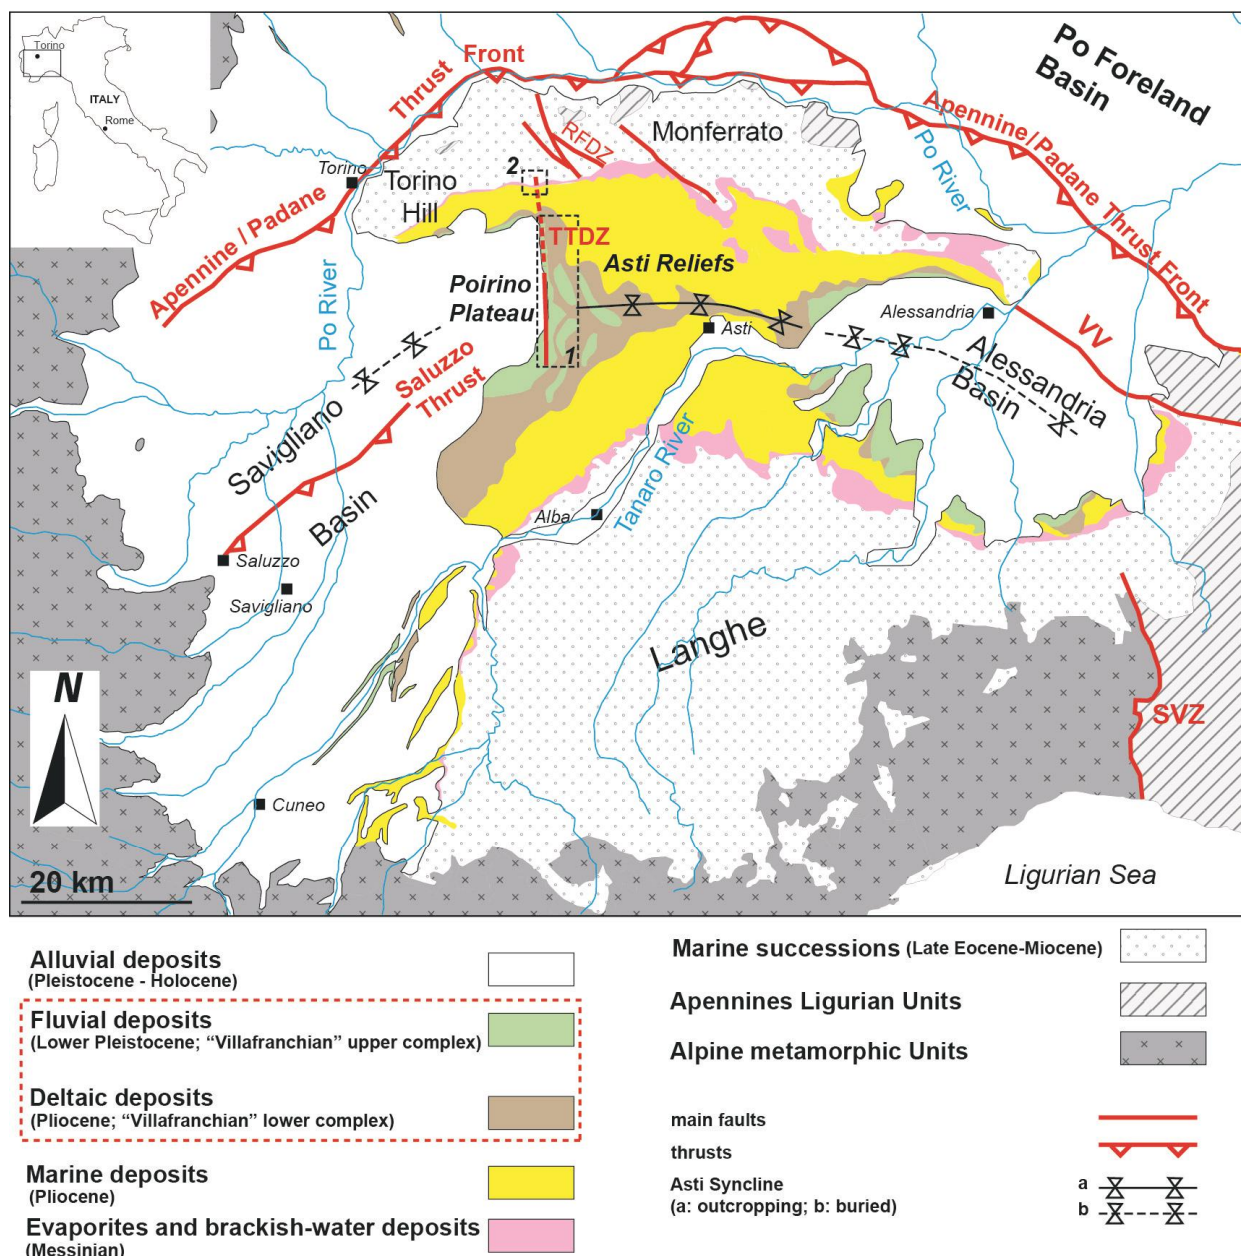 Torino
ITALY
Rome
Po Foreland
Basin
Apennine / Padane
Thrust
Front
Apennine/Padane Thrust Front
RFDZ
Monferrato
Torino
Torino
Hill
2
TTDZ
Po River
Po River
Asti Reliefs
Poirino
Plateau
1
Asti
Alessandria
VV
Alessandria
Basin
Saluzzo
Thrust
Savigliano
Basin
Tanaro River
Alba
Saluzzo
Savigliano
Langhe
N
SVZ
Cuneo
20 km
Ligurian Sea
Alluvial deposits
(Pleistocene - Holocene)
Fluvial deposits
(Lower Pleistocene; “Villafranchian” upper complex)
Deltaic deposits
(Pliocene; “Villafranchian” lower complex)
Marine deposits
(Pliocene)
Evaporites and brackish-water deposits
(Messinian)
Marine successions (Late Eocene-Miocene)
Apennines Ligurian Units
Alpine metamorphic Units
main faults
thrusts
Asti Syncline
(a: outcropping; b: buried)
a
b